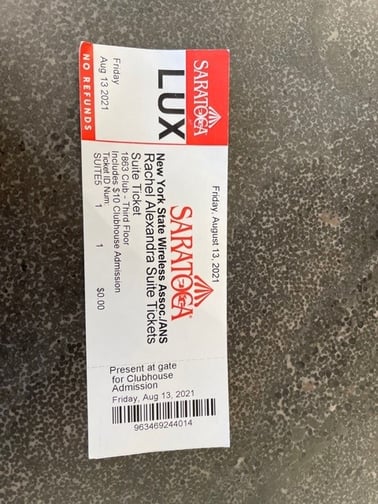 SARATOGA
LUX
Friday
Aug 13 2021
NO REFUNDS
Friday, August 13, 2021
SARATOGA
New York State Wireless Assoc./ANS
Rachel Alexandra Suite Tickets
Suite Ticket
1863 Club - Third Floor
Includes $10 Clubhouse Admission
Ticket ID Num:
SUITE5 1 1 $0.00
Present at gate
for Clubhouse
Admission
Friday, Aug 13, 2021
963469244014